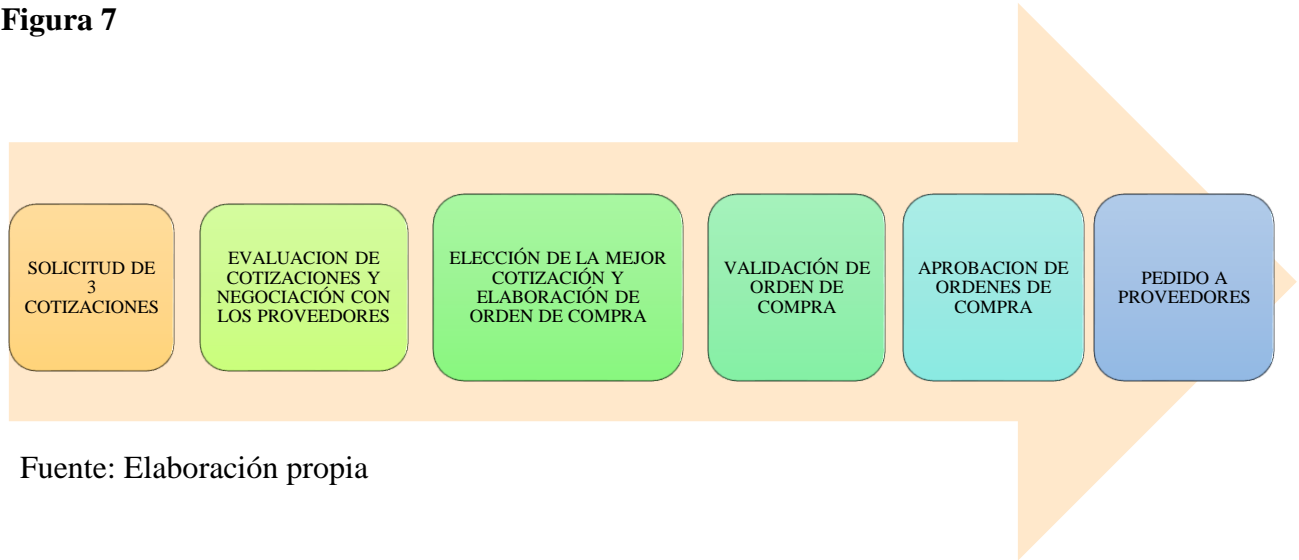 Figura 7
SOLICITUD DE
3
COTIZACIONES
EVALUACION DE
COTIZACIONES Y
NEGOCIACIÓN CON
LOS PROVEEDORES
ELECCIÓN DE LA MEJOR
COTIZACIÓN Y
ELABORACIÓN DE
ORDEN DE COMPRA
VALIDACIÓN DE
ORDEN DE
COMPRA
APROBACION DE
ORDENES DE
COMPRA
PEDIDO A
PROVEEDORES
Fuente: Elaboración propia